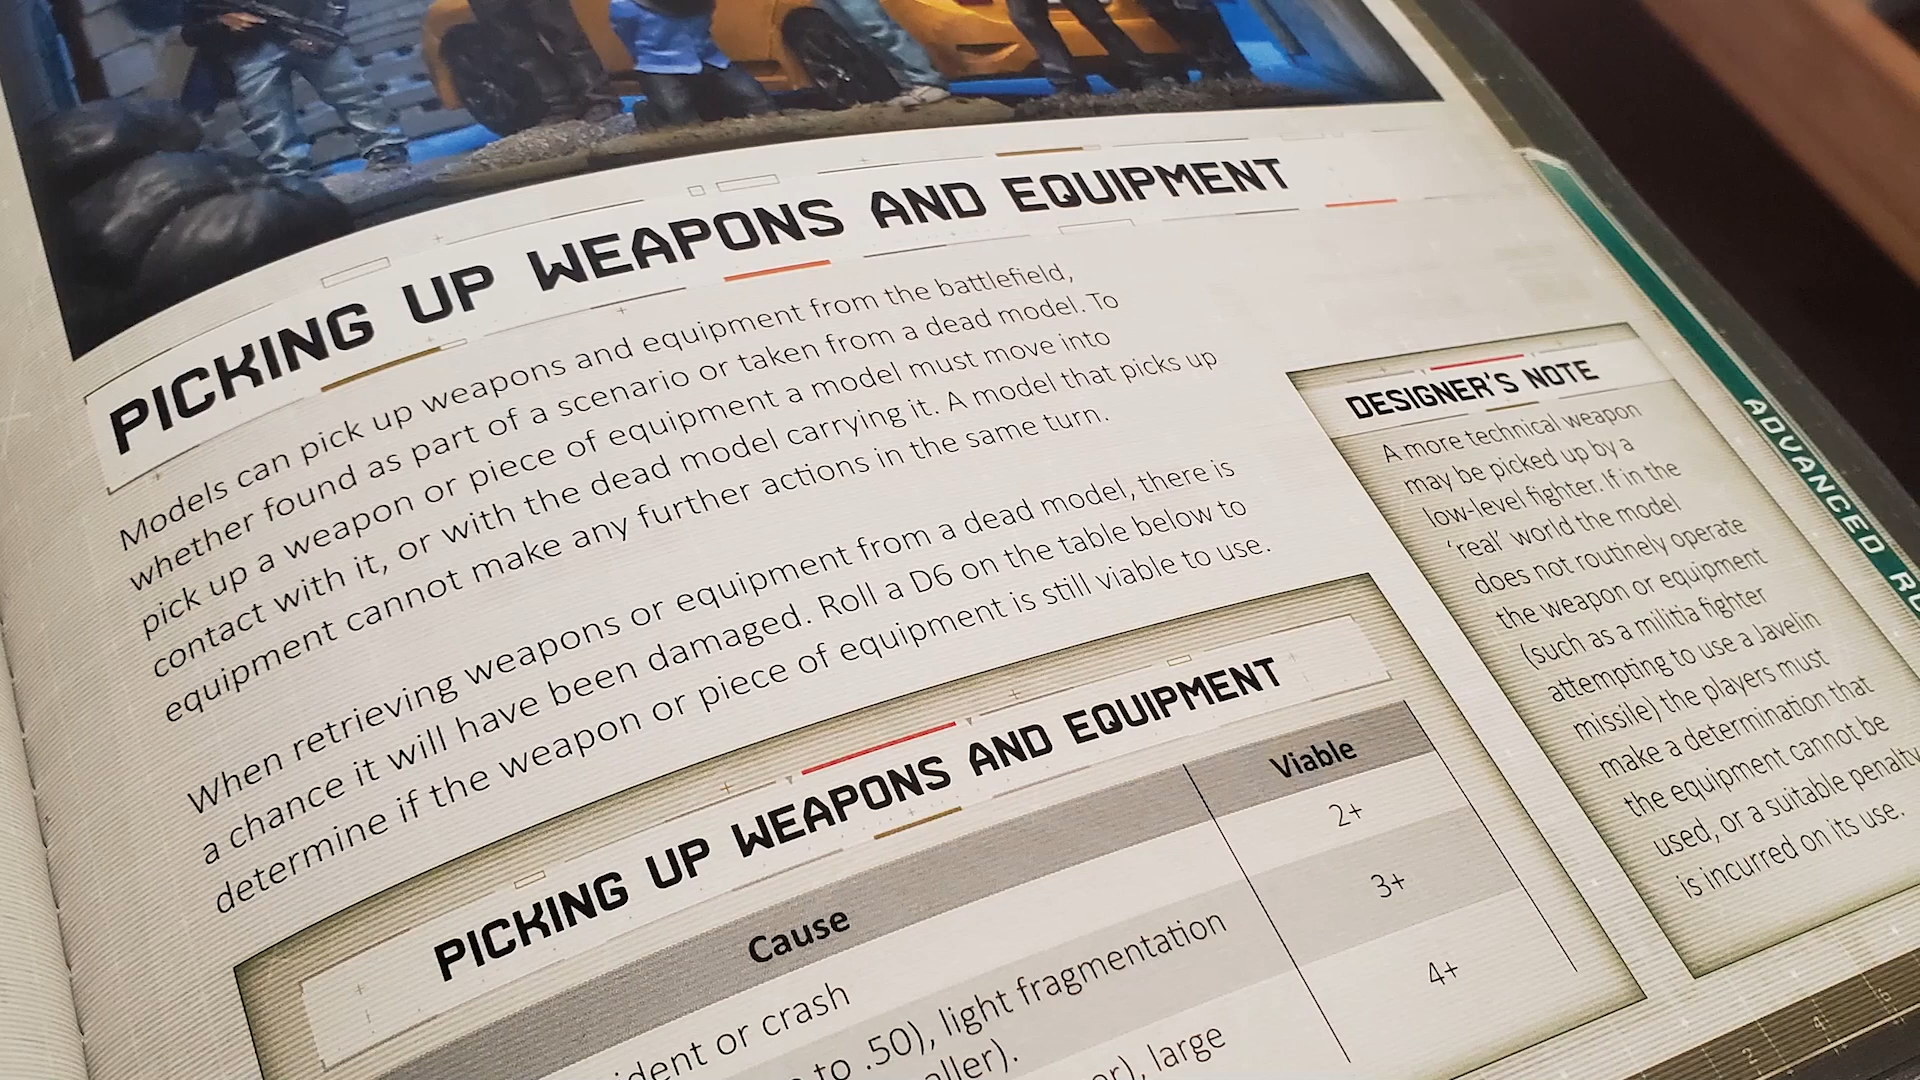 PICKING UP WEAPONS AND EQUIPMENT
Models can pick up weapons and equipment from the battlefield,
whether found as part of a scenario or taken from a dead model. To
pick up a weapon or piece of equipment a model must move into
contact with it, or with the dead model carrying it. A model that picks up
equipment cannot make any further actions in the same turn.
When retrieving weapons or equipment from a dead model, there is
a chance it will have been damaged. Roll a D6 on the table below to
determine if the weapon or piece of equipment is still viable to use.
PICKING UP WEAPONS AND EQUIPMENT
Cause Viable
or crash 2+
to .50), light fragmentation 3+
large 4+
DESIGNER'S NOTE
A more technical weapon
may be picked up by a
low-level fighter. If in the
'real' world the model
does not routinely operate
the weapon or equipment
(such as a militia fighter
attempting to use a Javelin
missile) the players must
make a determination that
the equipment cannot be
used, or a suitable penalty
is incurred on its use.
ADVANCED